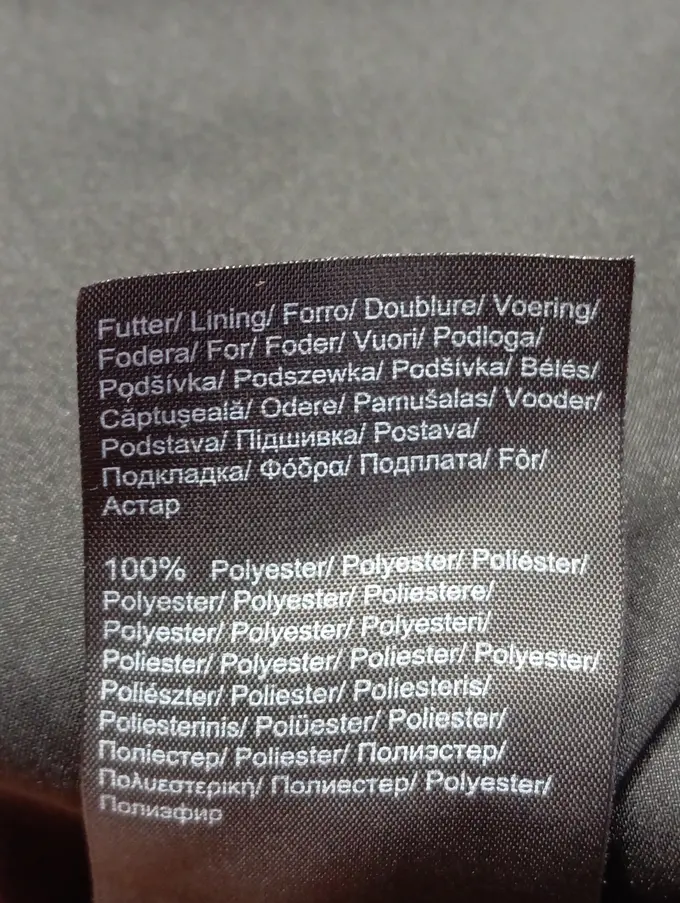 Futter/ Lining/ Forro/ Doublure/ Voering/
Fodera/ For/ Foder/ Vuori/ Podloga/
Podšívka/ Podszewka/ Podšívka/ Bélés/
Căptușeală/ Odere/ Pamušalas/ Vooder/
Podstava/ Підшивка/ Postava/
Подкладка/ Φόδρα/ Подплата/ Fôr/
Астар
100% Polyester/ Polyester/ Poliéster/
Polyester/ Polyester/ Poliestere/
Polyester/ Polyester/ Polyesteri/
Poliester/ Polyester/ Poliester/ Polyester/
Poliészter/ Poliester/ Poliesteris/
Poliesterinis/ Polüester/ Poliester/
Поліестер/ Poliester/ Полиэстер/
Πολυεστερική/ Полиестер/ Polyester/
Полиэфир